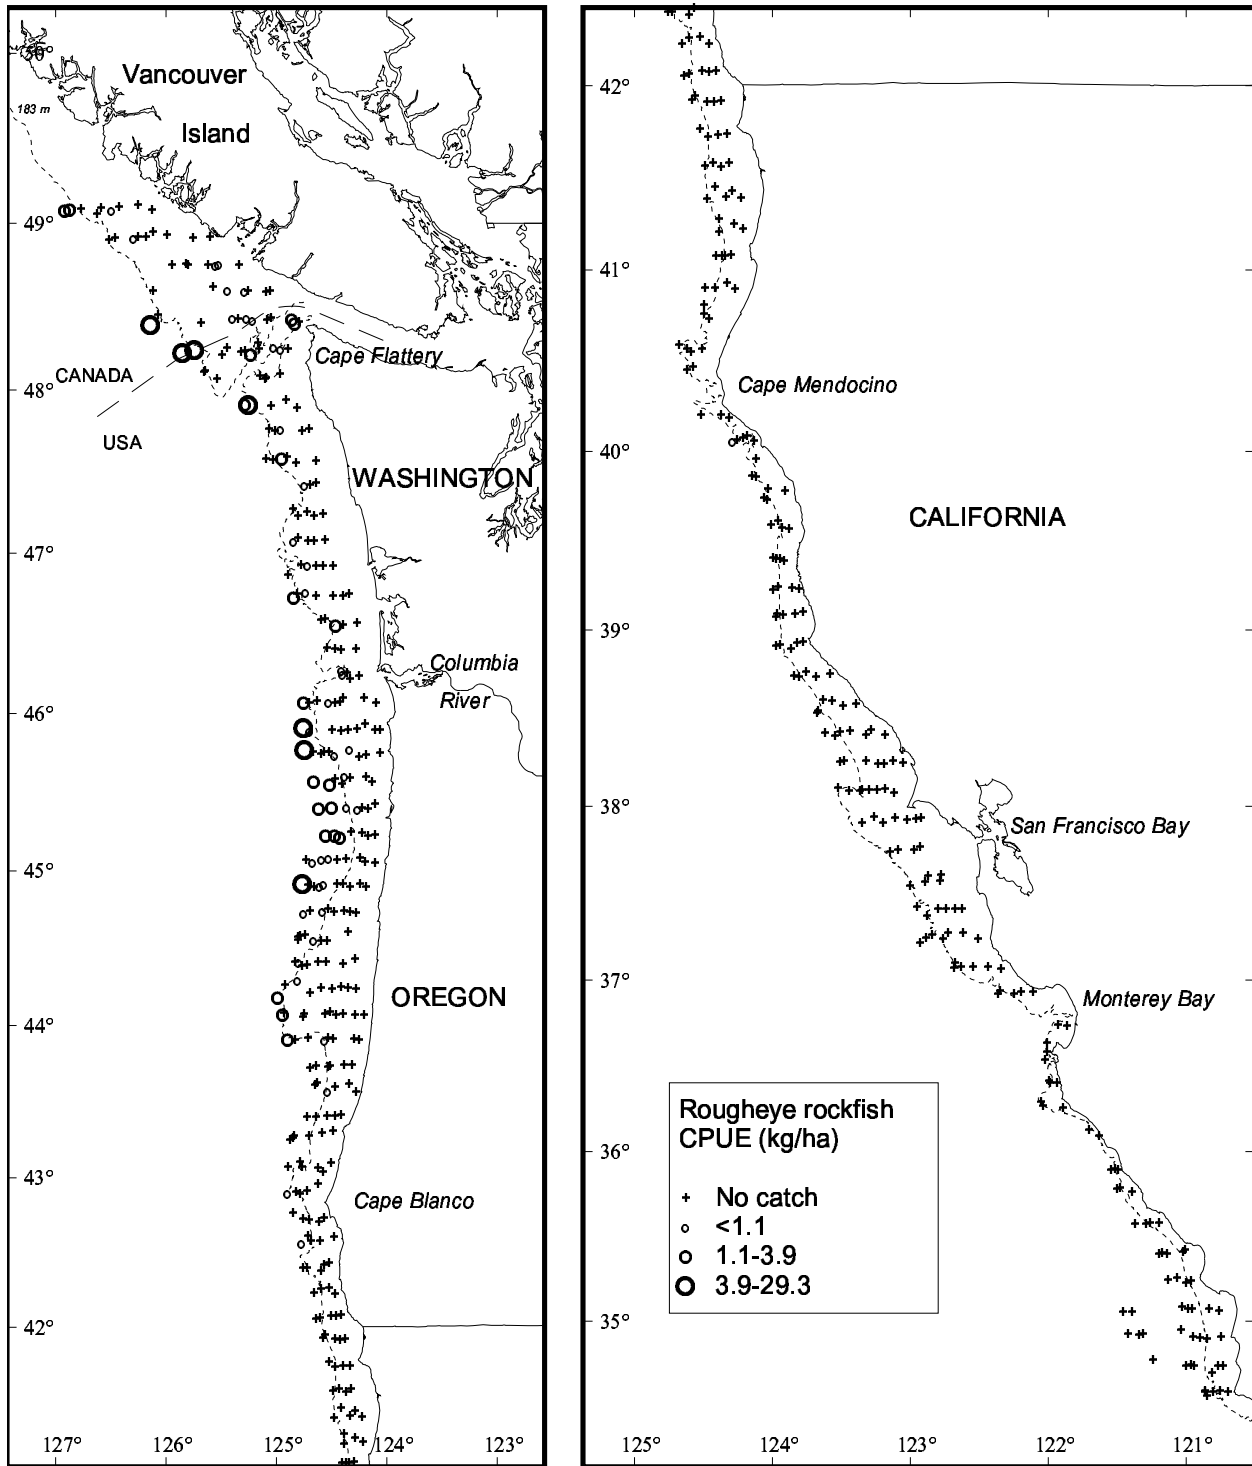 50°
Vancouver
Island
183 m
49°
Cape Flattery
CANADA
48°
USA
WASHINGTON
47°
Columbia
River
46°
45°
OREGON
44°
43°
Cape Blanco
42°
127°
126°
125°
124°
123°
42°
41°
Cape Mendocino
40°
CALIFORNIA
39°
38°
San Francisco Bay
37°
Monterey Bay
Rougheye rockfish
CPUE (kg/ha)
No catch
<1.1
1.1-3.9
3.9-29.3
36°
35°
125°
124°
123°
122°
121°